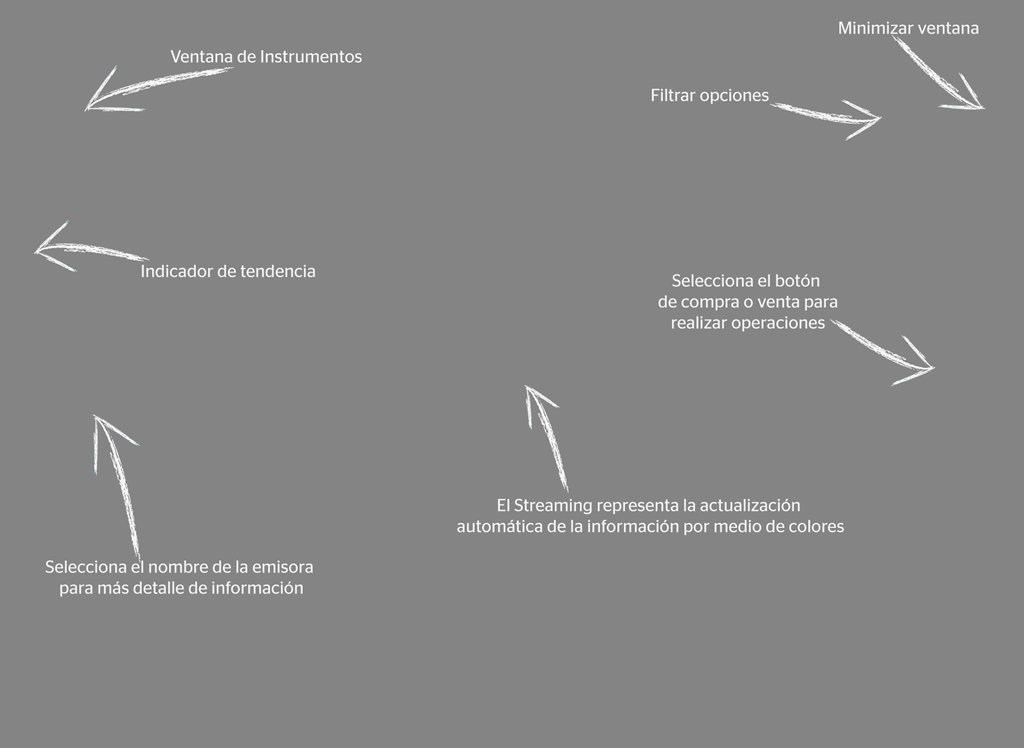 Minimizar ventana
Ventana de Instrumentos
Filtrar opciones
Indicador de tendencia
Selecciona el botón
de compra o venta para
realizar operaciones
El Streaming representa la actualización
automática de la información por medio de colores
Selecciona el nombre de la emisora
para más detalle de información